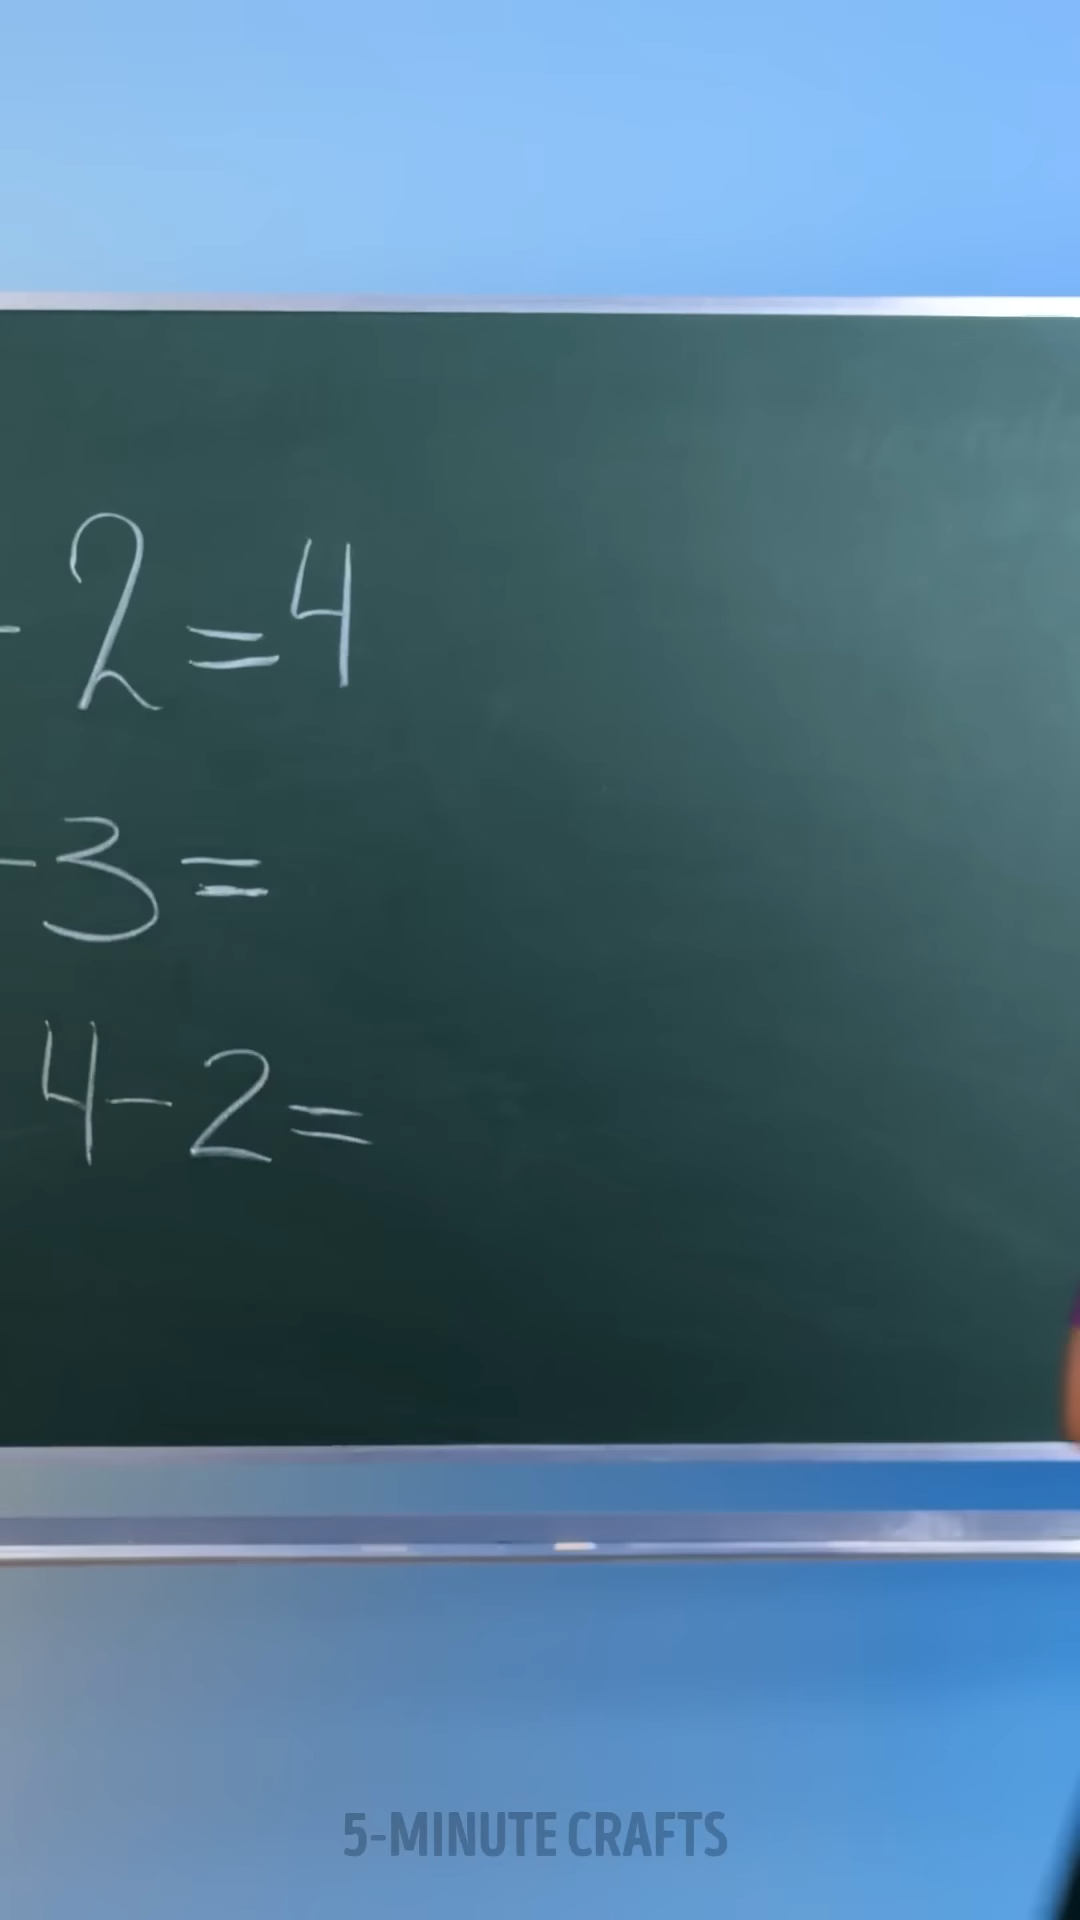 - 2 = 4
- 3 =
4 - 2 =
5-MINUTE CRAFTS